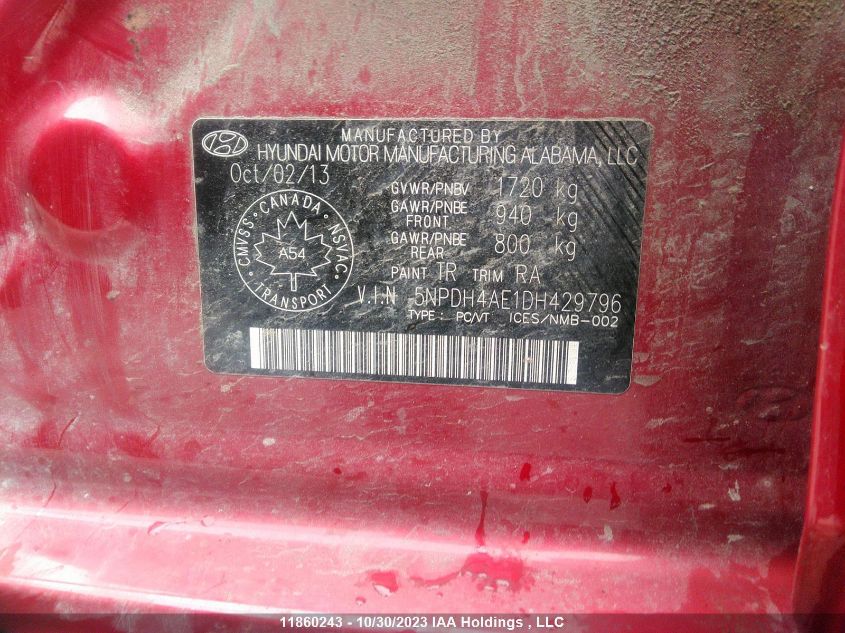 MANUFACTURED BY
HYUNDAI MOTOR MANUFACTURING ALABAMA, LLC
Oct/02/13
GVWR/PNBV 1720 kg
GAWR/PNBE FRONT 940 kg
GAWR/PNBE REAR 800 kg
PAINT TR TRIM RA
V.I.N 5NPDH4AE1DH429796
TYPE: PC/VT ICES/NMB-002
CMVSS • CANADA • NSVAC • TRANSPORT •
A54
11860243 - 10/30/2023 IAA Holdings , LLC